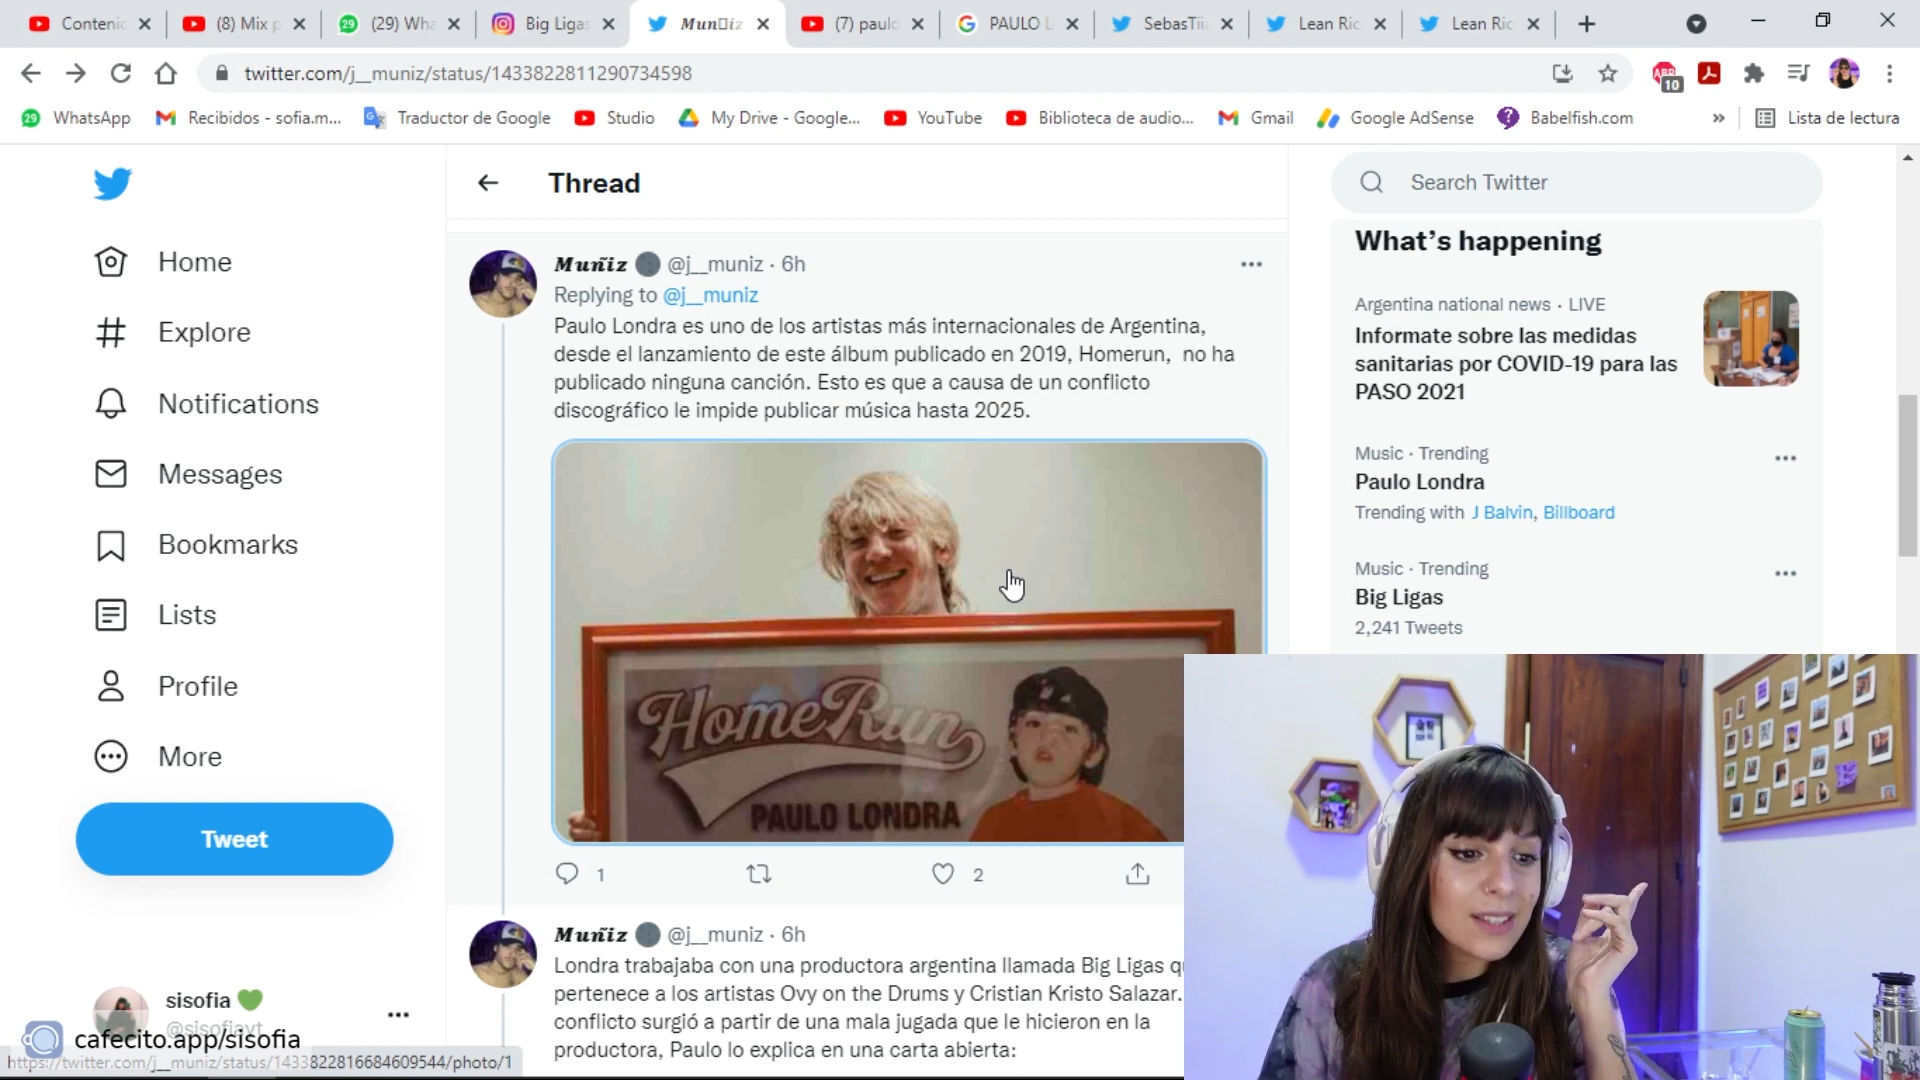 Contenic
(8) Mix p
(29) Wha
Big Ligas
(7) paulo
PAULO L
SebasTii
Lean Ric
Lean Ric
twitter.com/j__muniz/status/1433822811290734598
ABP
10
29 WhatsApp
Recibidos - sofia.m...
Traductor de Google
Studio
My Drive - Google...
YouTube
Biblioteca de audio...
Gmail
Google AdSense
Babelfish.com
»
Lista de lectura
Home
Explore
Notifications
Messages
Bookmarks
Lists
Profile
More
Tweet
sisofia
@sisofiayt
cafecito.app/sisofia
https://twitter.com/j__muniz/status/1433822816684609544/photo/1
Thread
Muñiz @j__muniz · 6h
Replying to @j__muniz
Paulo Londra es uno de los artistas más internacionales de Argentina,
desde el lanzamiento de este álbum publicado en 2019, Homerun, no ha
publicado ninguna canción. Esto es que a causa de un conflicto
discográfico le impide publicar música hasta 2025.
HomeRun
PAULO LONDRA
1
2
Muñiz @j__muniz · 6h
Londra trabajaba con una productora argentina llamada Big Ligas q
pertenece a los artistas Ovy on the Drums y Cristian Kristo Salazar.
conflicto surgió a partir de una mala jugada que le hicieron en la
productora, Paulo lo explica en una carta abierta:
Search Twitter
What's happening
Argentina national news · LIVE
Informate sobre las medidas
sanitarias por COVID-19 para las
PASO 2021
Music · Trending
Paulo Londra
Trending with J Balvin, Billboard
Music · Trending
Big Ligas
2,241 Tweets